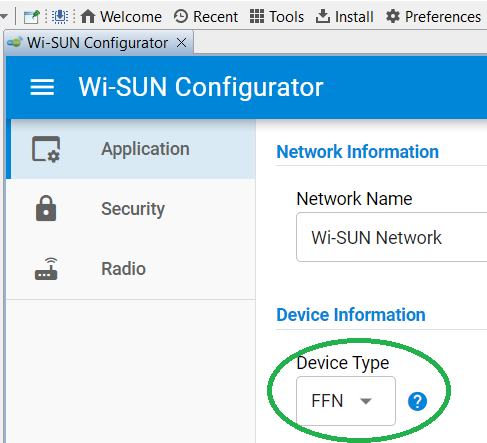 Welcome Recent Tools Install Preferences
Wi-SUN Configurator
Wi-SUN Configurator
Application
Security
Radio
Network Information
Network Name
Wi-SUN Network
Device Information
Device Type
FFN ?